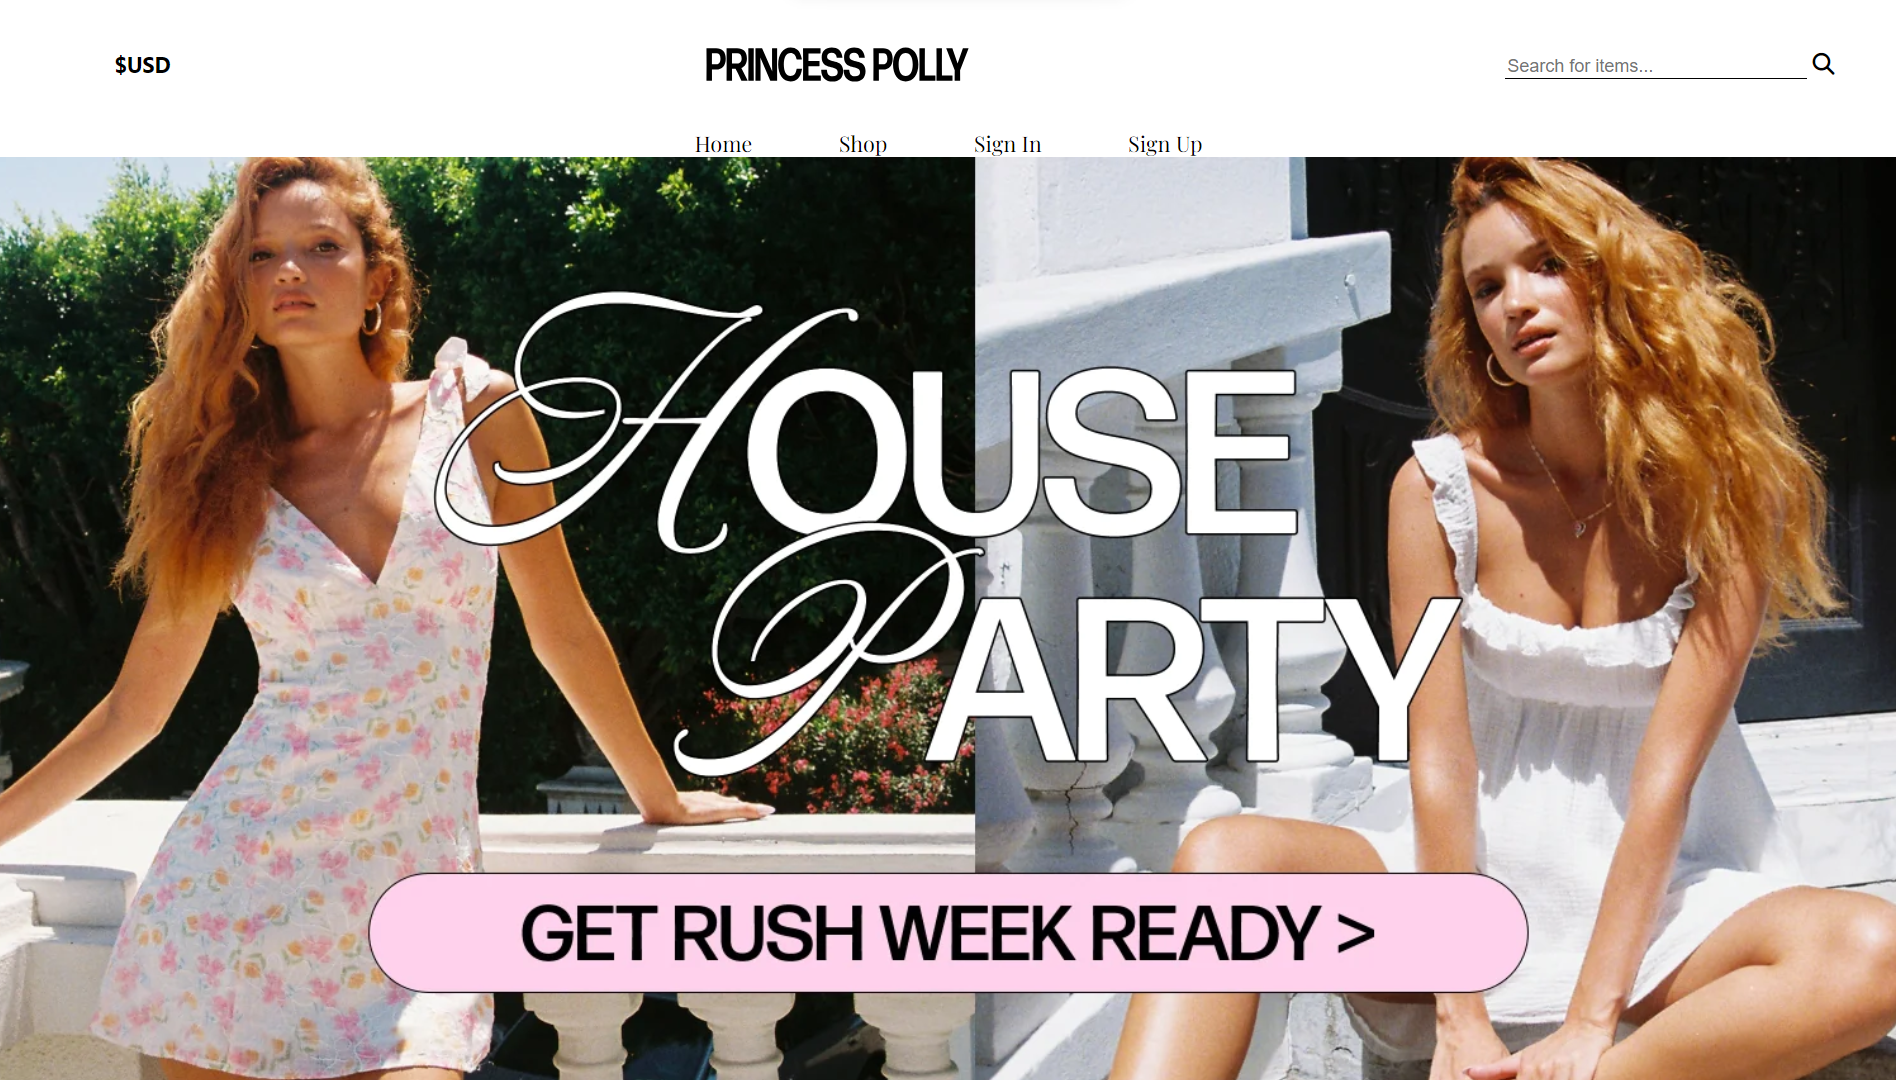 $USD
PRINCESS POLLY
Search for items...
Home Shop Sign In Sign Up
HOUSE
PARTY
GET RUSH WEEK READY >